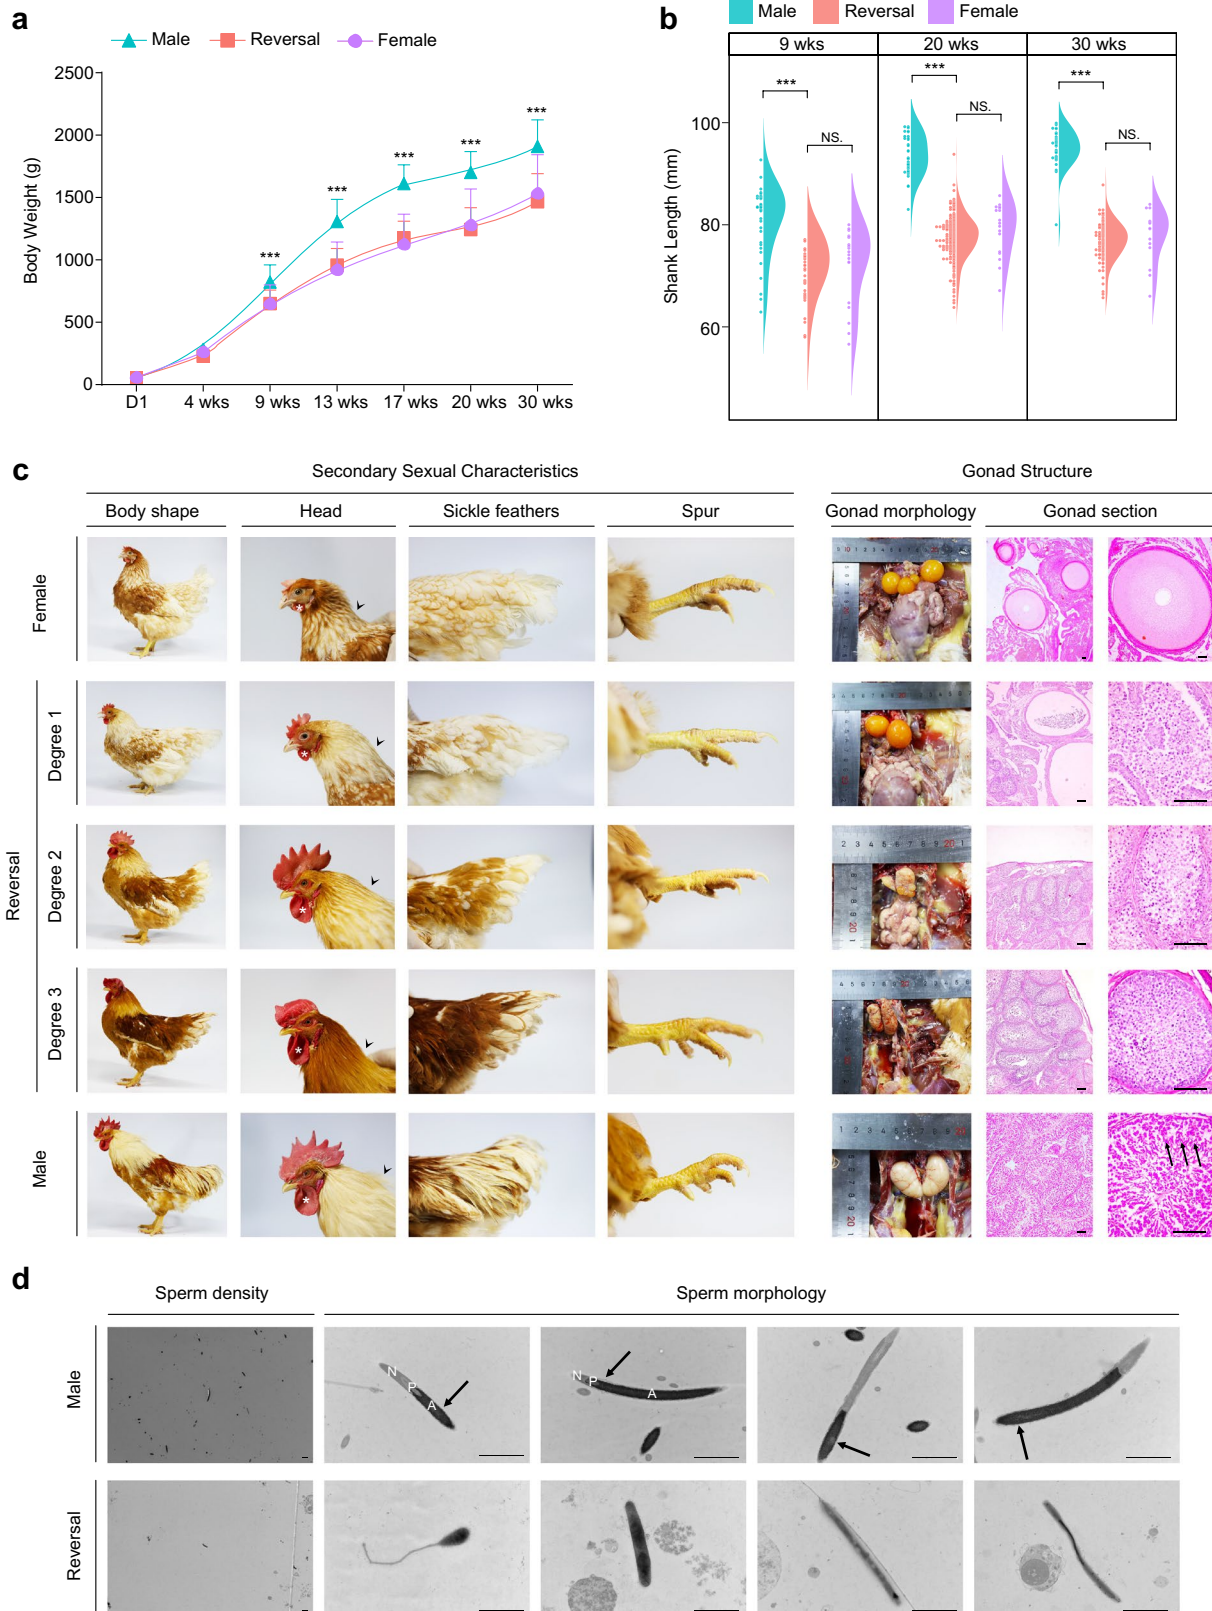 a
Male Reversal Female
Body Weight (g)
2500
2000
1500
1000
500
0
*** *** *** *** ***
D1 4 wks 9 wks 13 wks 17 wks 20 wks 30 wks
b
Male Reversal Female
9 wks 20 wks 30 wks
Shank Length (mm)
100
80
60
*** NS.
*** NS.
*** NS.
c
Secondary Sexual Characteristics Gonad Structure
Body shape Head Sickle feathers Spur Gonad morphology Gonad section
Female
Reversal
Degree 1
Degree 2
Degree 3
Male
* * * * *
d
Sperm density Sperm morphology
Male
N P A
N P A
Reversal